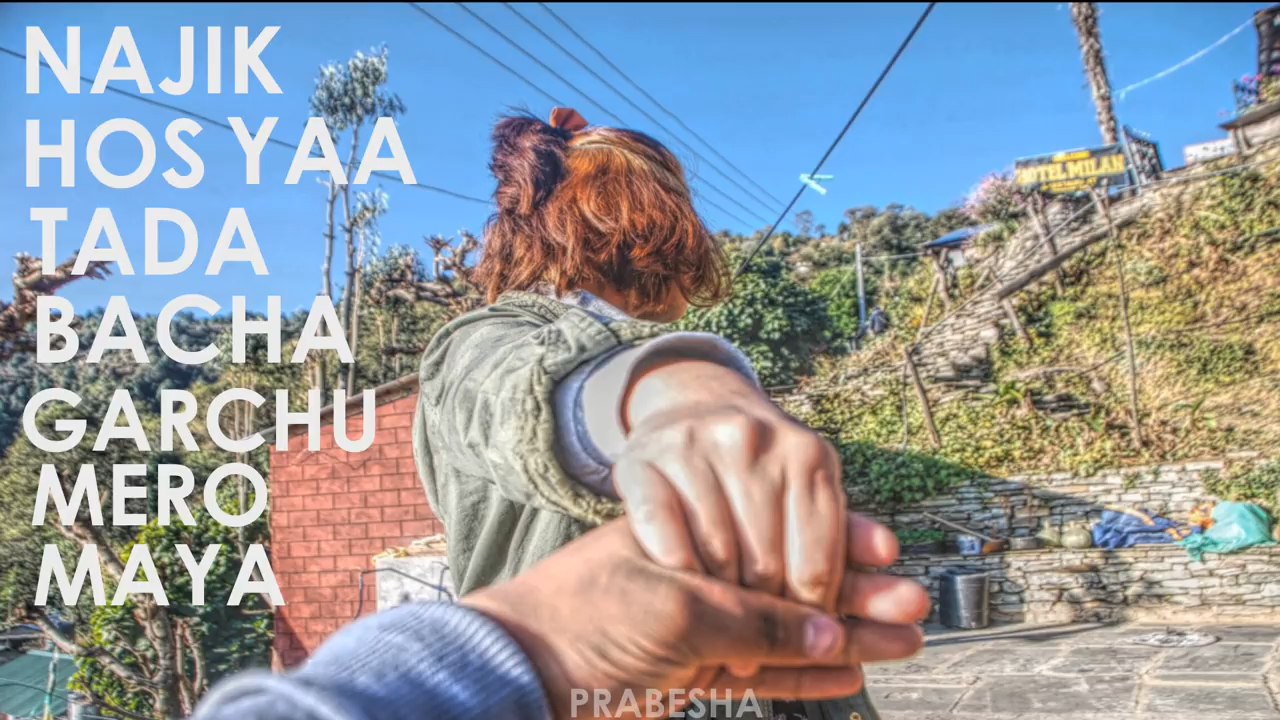 NAJIK
HOS YAA
TADA
BACHA
GARCHU
MERO
MAYA
HOTEL MILAN
PRABESHA